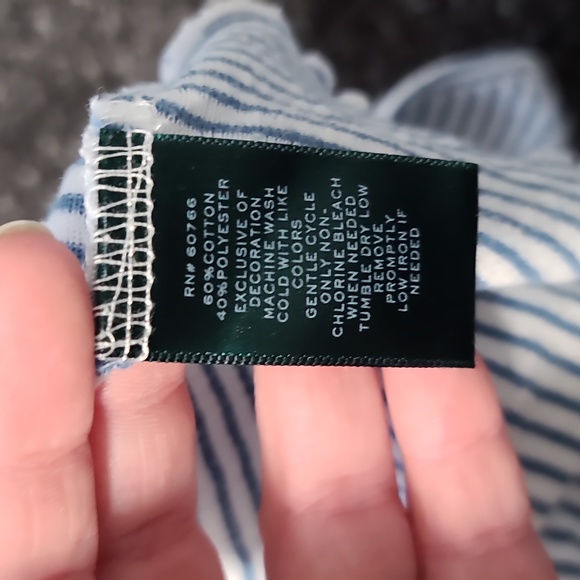 RN# 60766
60%COTTON
40%POLYESTER
EXCLUSIVE OF
DECORATION
MACHINE WASH
COLD WITH LIKE
COLORS
GENTLE CYCLE
ONLY NON-
CHLORINE BLEACH
WHEN NEEDED
TUMBLE DRY LOW
REMOVE
PREMOTLY
LOW IRON IF
NEEDED